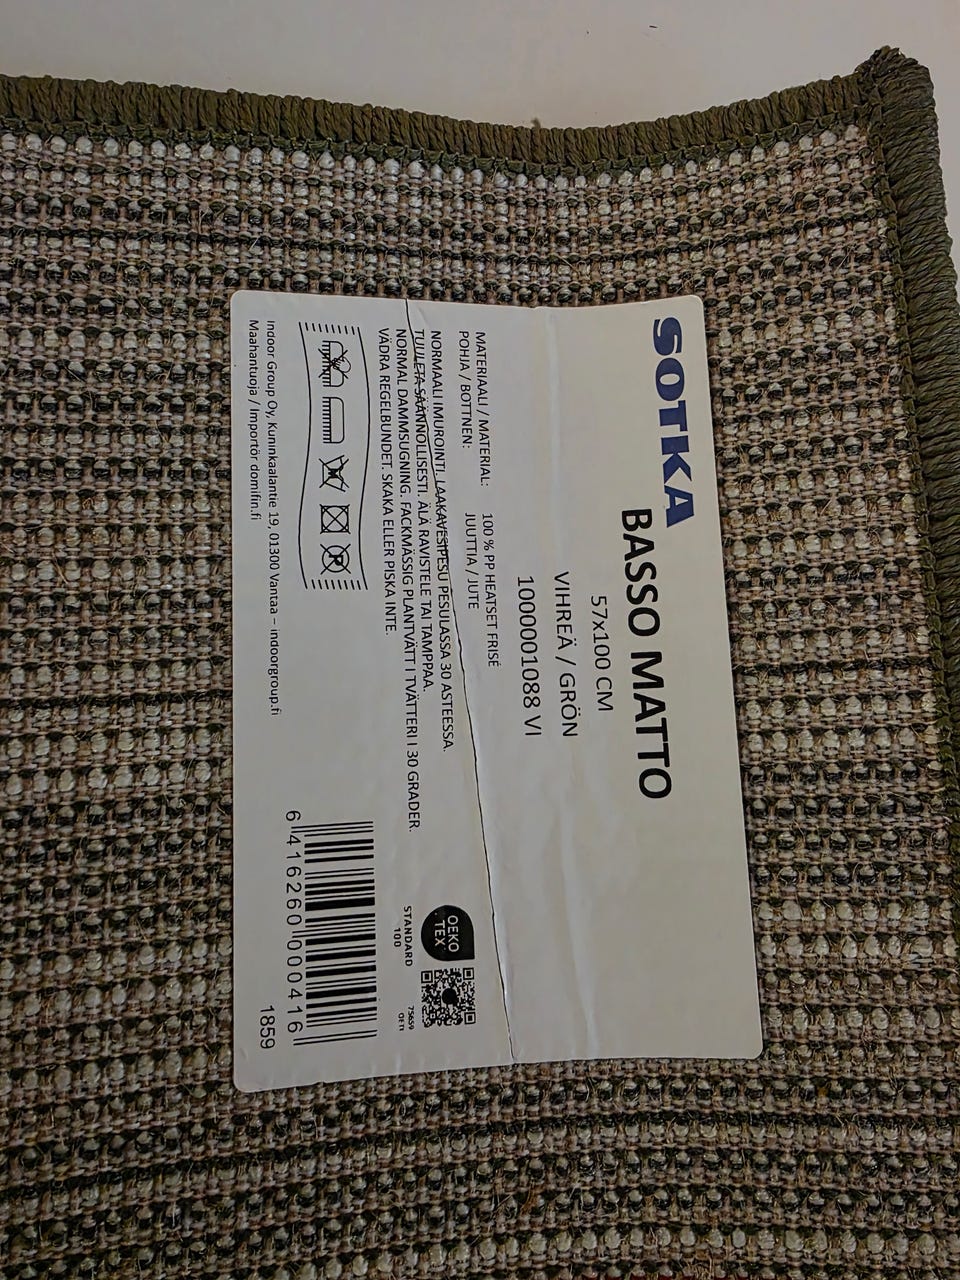 SOTKA
BASSO MATTO
57x100 CM
VIHREÄ / GRÖN
1000001088 VI
MATERIAALI / MATERIAL: 100 % PP HEATSET FRISÉ
POHJA / BOTTNEN: JUUTTIA / JUTE
NORMAALI IMUROINTI. LAAKAVESIPESU PESULASSA 30 ASTEESSA.
TUULETA SÄÄNNÖLLISESTI. ÄLÄ RAVISTELE TAI TAMPPAA.
NORMAL DAMMSUGNING. FACKMÄSSIG PLANTVÄTT I TVÄTTERI I 30 GRADER.
VÄDRA REGELBUNDET. SKAKA ELLER PISKA INTE.
OEKO
TEX
STANDARD
100
75659
OETI
Indoor Group Oy, Kuninkaalantie 19, 01300 Vantaa – indoorgroup.fi
Maahantuoja / Importör domifin.fi
6 416260 000416
1859